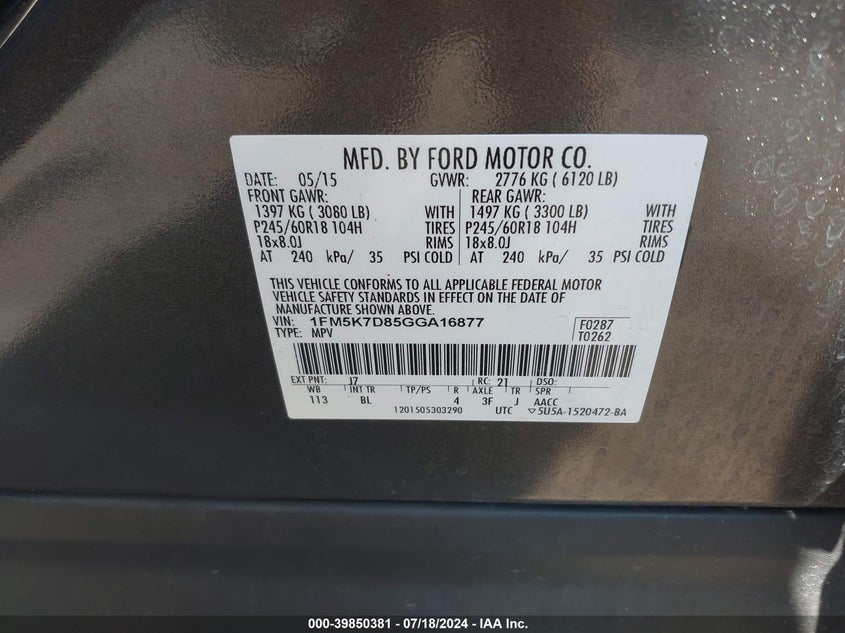 MFD. BY FORD MOTOR CO.
DATE: 05/15 GVWR: 2776 KG ( 6120 LB)
FRONT GAWR: REAR GAWR:
1397 KG ( 3080 LB) WITH 1497 KG ( 3300 LB) WITH
P245/60R18 104H TIRES P245/60R18 104H TIRES
18x8.0J RIMS 18x8.0J RIMS
AT 240 kPa/ 35 PSI COLD AT 240 kPa/ 35 PSI COLD
THIS VEHICLE CONFORMS TO ALL APPLICABLE FEDERAL MOTOR
VEHICLE SAFETY STANDARDS IN EFFECT ON THE DATE OF
MANUFACTURE SHOWN ABOVE.
VIN: 1FM5K7D85GGA16877 F0287
TYPE: MPV T0262
EXT PNT: J7 RC: 21 DSO:
WB INT TR TP/PS R AXLE TR SPR
113 BL 4 3F J AACC
1201505303290 UTC ▽5U5A-1520472-BA
000-39850381 / 07/18/2024 - IAA Inc.